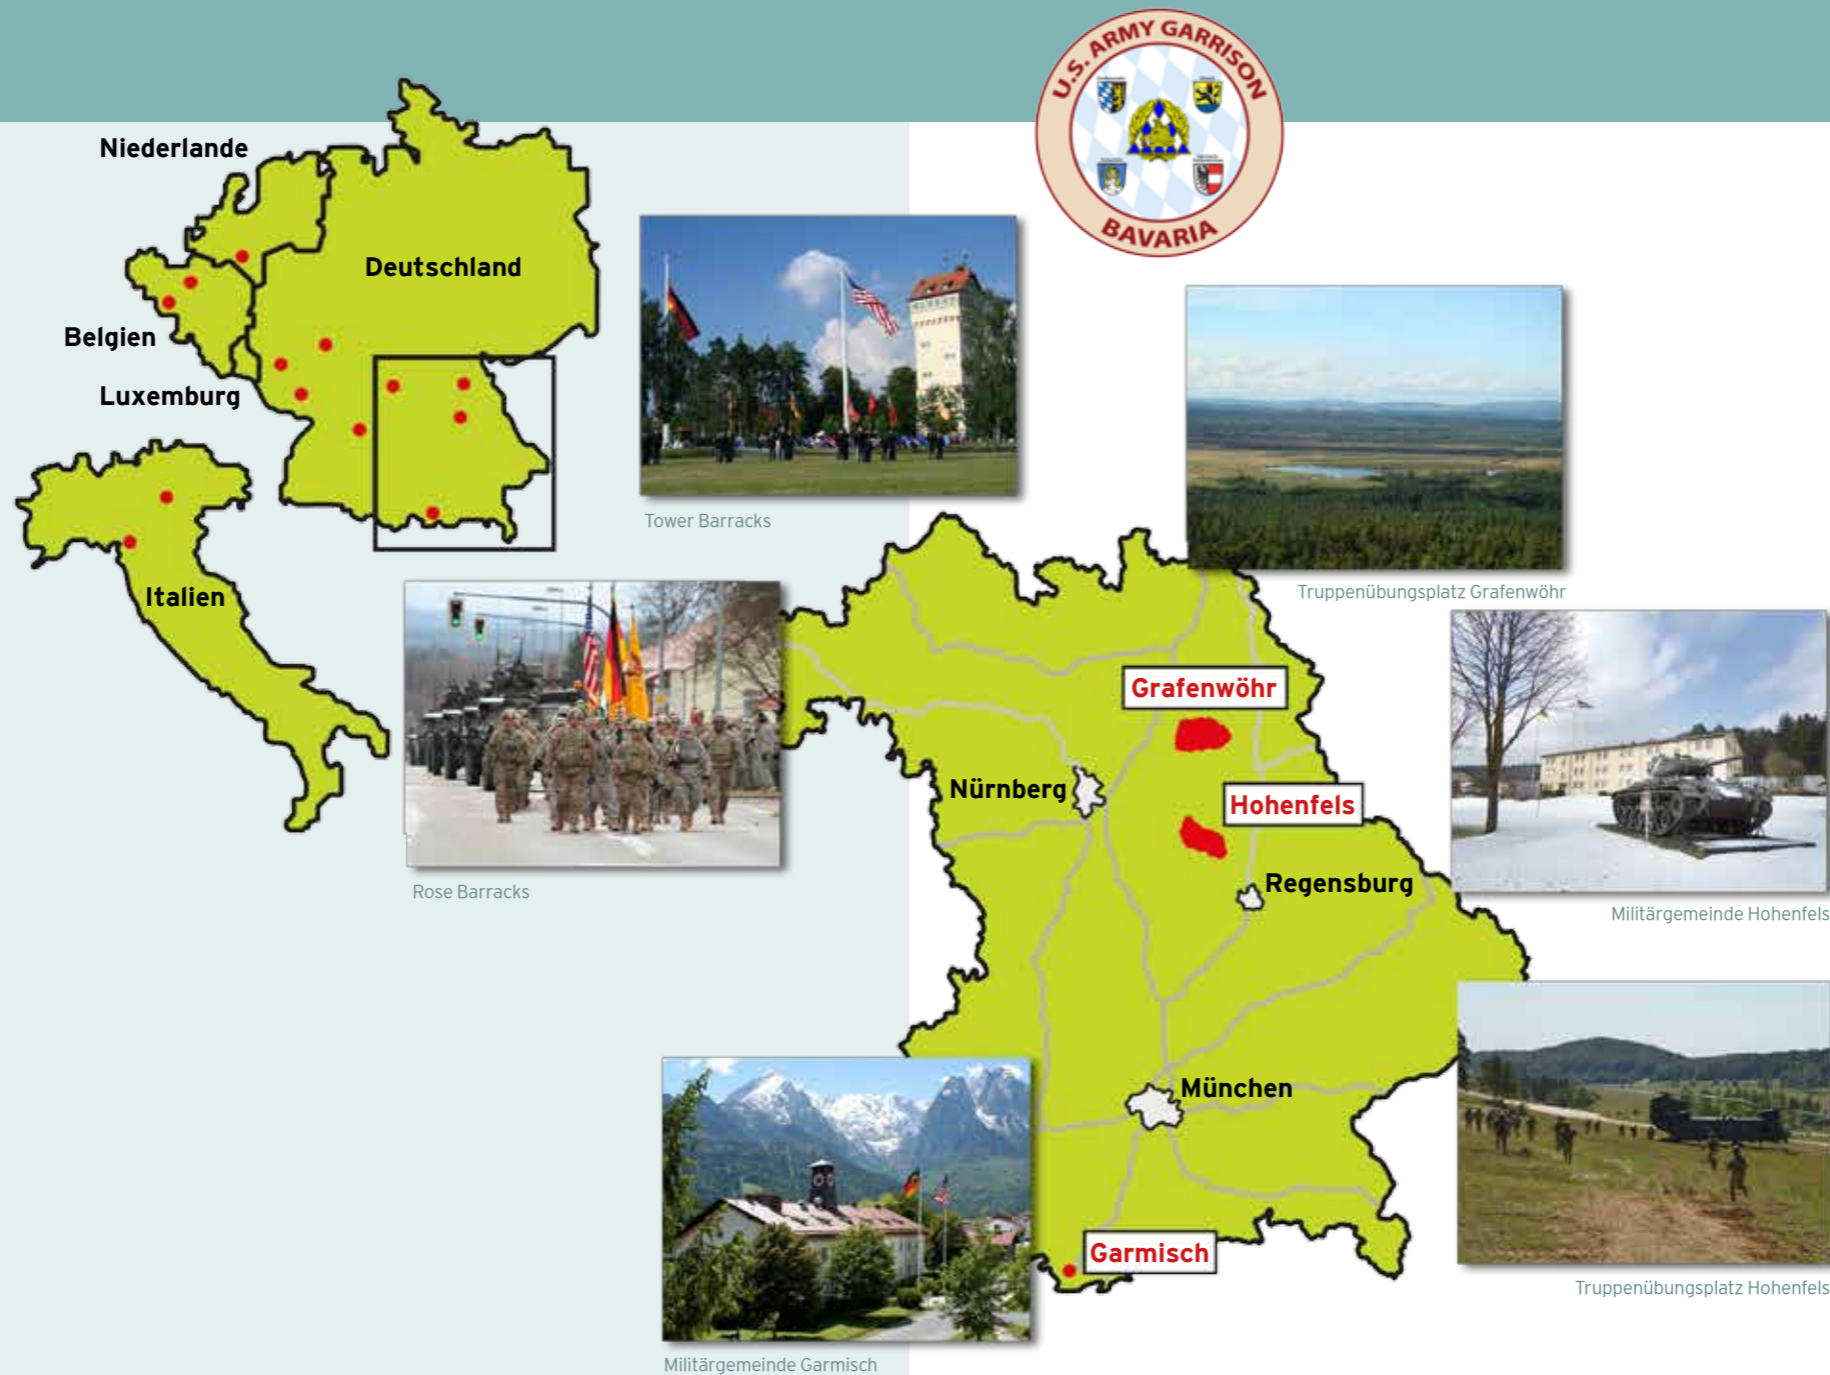 U.S. ARMY GARRISON
BAVARIA
Niederlande
Deutschland
Belgien
Luxemburg
Italien
Tower Barracks
Truppenübungsplatz Grafenwöhr
Rose Barracks
Grafenwöhr
Nürnberg
Hohenfels
Regensburg
Militärgemeinde Hohenfels
München
Garmisch
Truppenübungsplatz Hohenfels
Militärgemeinde Garmisch